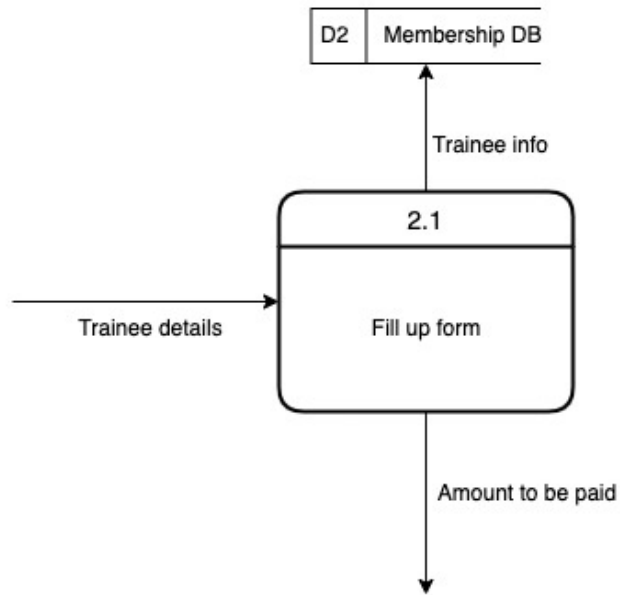 D2 Membership DB
Trainee info
2.1
Trainee details
Fill up form
Amount to be paid